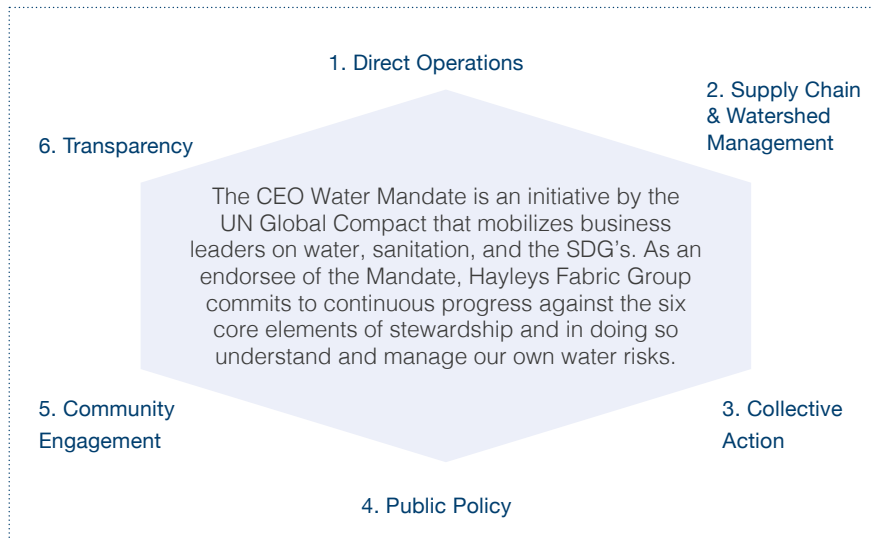 1. Direct Operations
2. Supply Chain
& Watershed
Management
6. Transparency
The CEO Water Mandate is an initiative by the
UN Global Compact that mobilizes business
leaders on water, sanitation, and the SDG's. As an
endorsee of the Mandate, Hayleys Fabric Group
commits to continuous progress against the six
core elements of stewardship and in doing so
understand and manage our own water risks.
5. Community
Engagement
3. Collective
Action
4. Public Policy